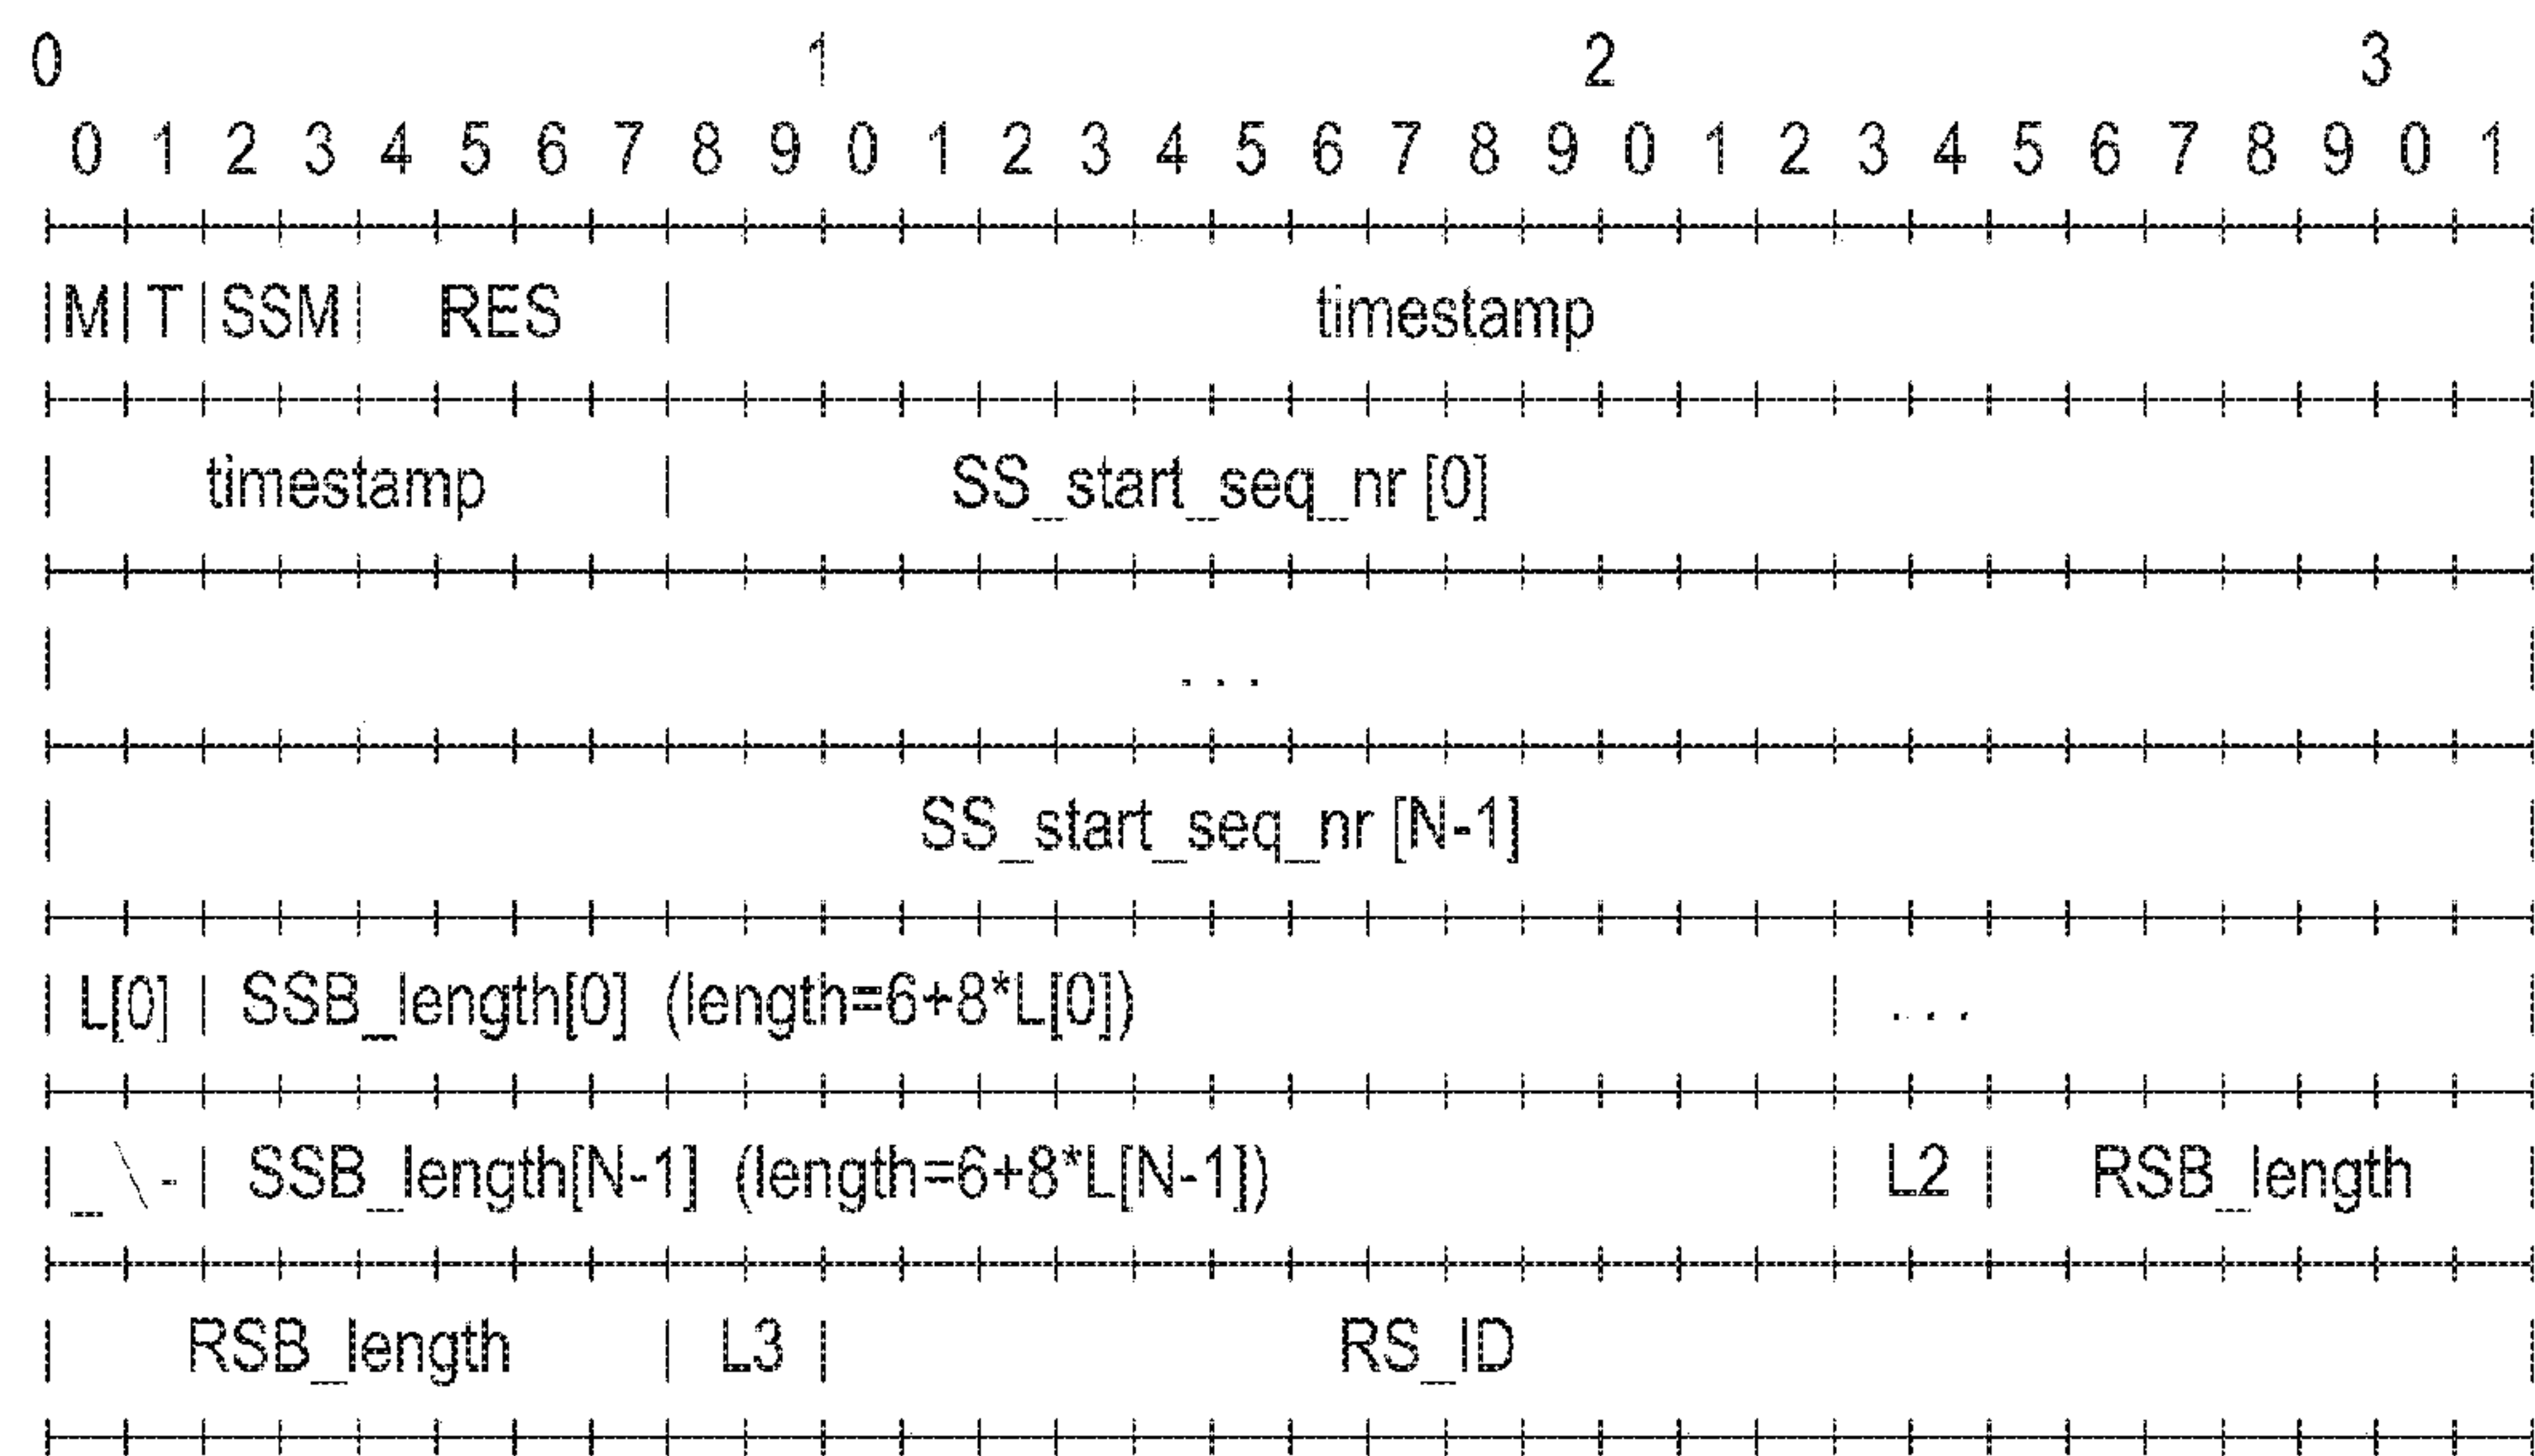 0 1 2 3
0 1 2 3 4 5 6 7 8 9 0 1 2 3 4 5 6 7 8 9 0 1 2 3 4 5 6 7 8 9 0 1
|M|T|SSM| RES | timestamp |
| timestamp | SS_start_seq_nr [0] |
| ... |
| SS_start_seq_nr [N-1] |
| L[0] | SSB_length[0] (length=6+8*L[0]) | ... |
| _\-| SSB_length[N-1] (length=6+8*L[N-1]) | L2 | RSB_length |
| RSB_length | L3 | RS_ID |